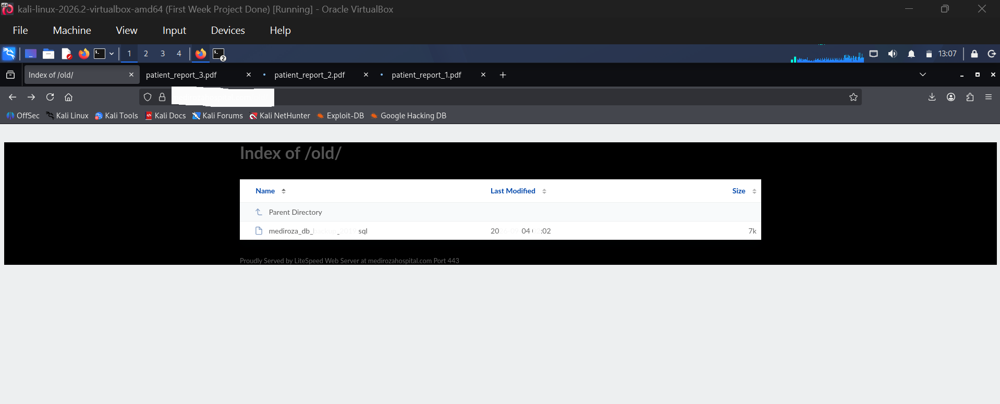 kali-linux-2026.2-virtualbox-amd64 (First Week Project Done) [Running] - Oracle VirtualBox
File Machine View Input Devices Help
1 2 3 4 2 13:07
Index of /old/ patient_report_3.pdf patient_report_2.pdf patient_report_1.pdf
OffSec Kali Linux Kali Tools Kali Docs Kali Forums Kali NetHunter Exploit-DB Google Hacking DB
Index of /old/
Name Last Modified Size
Parent Directory
mediroza_db_ _ sql 20 04 :02 7k
Proudly Served by LiteSpeed Web Server at medirozahospital.com Port 443